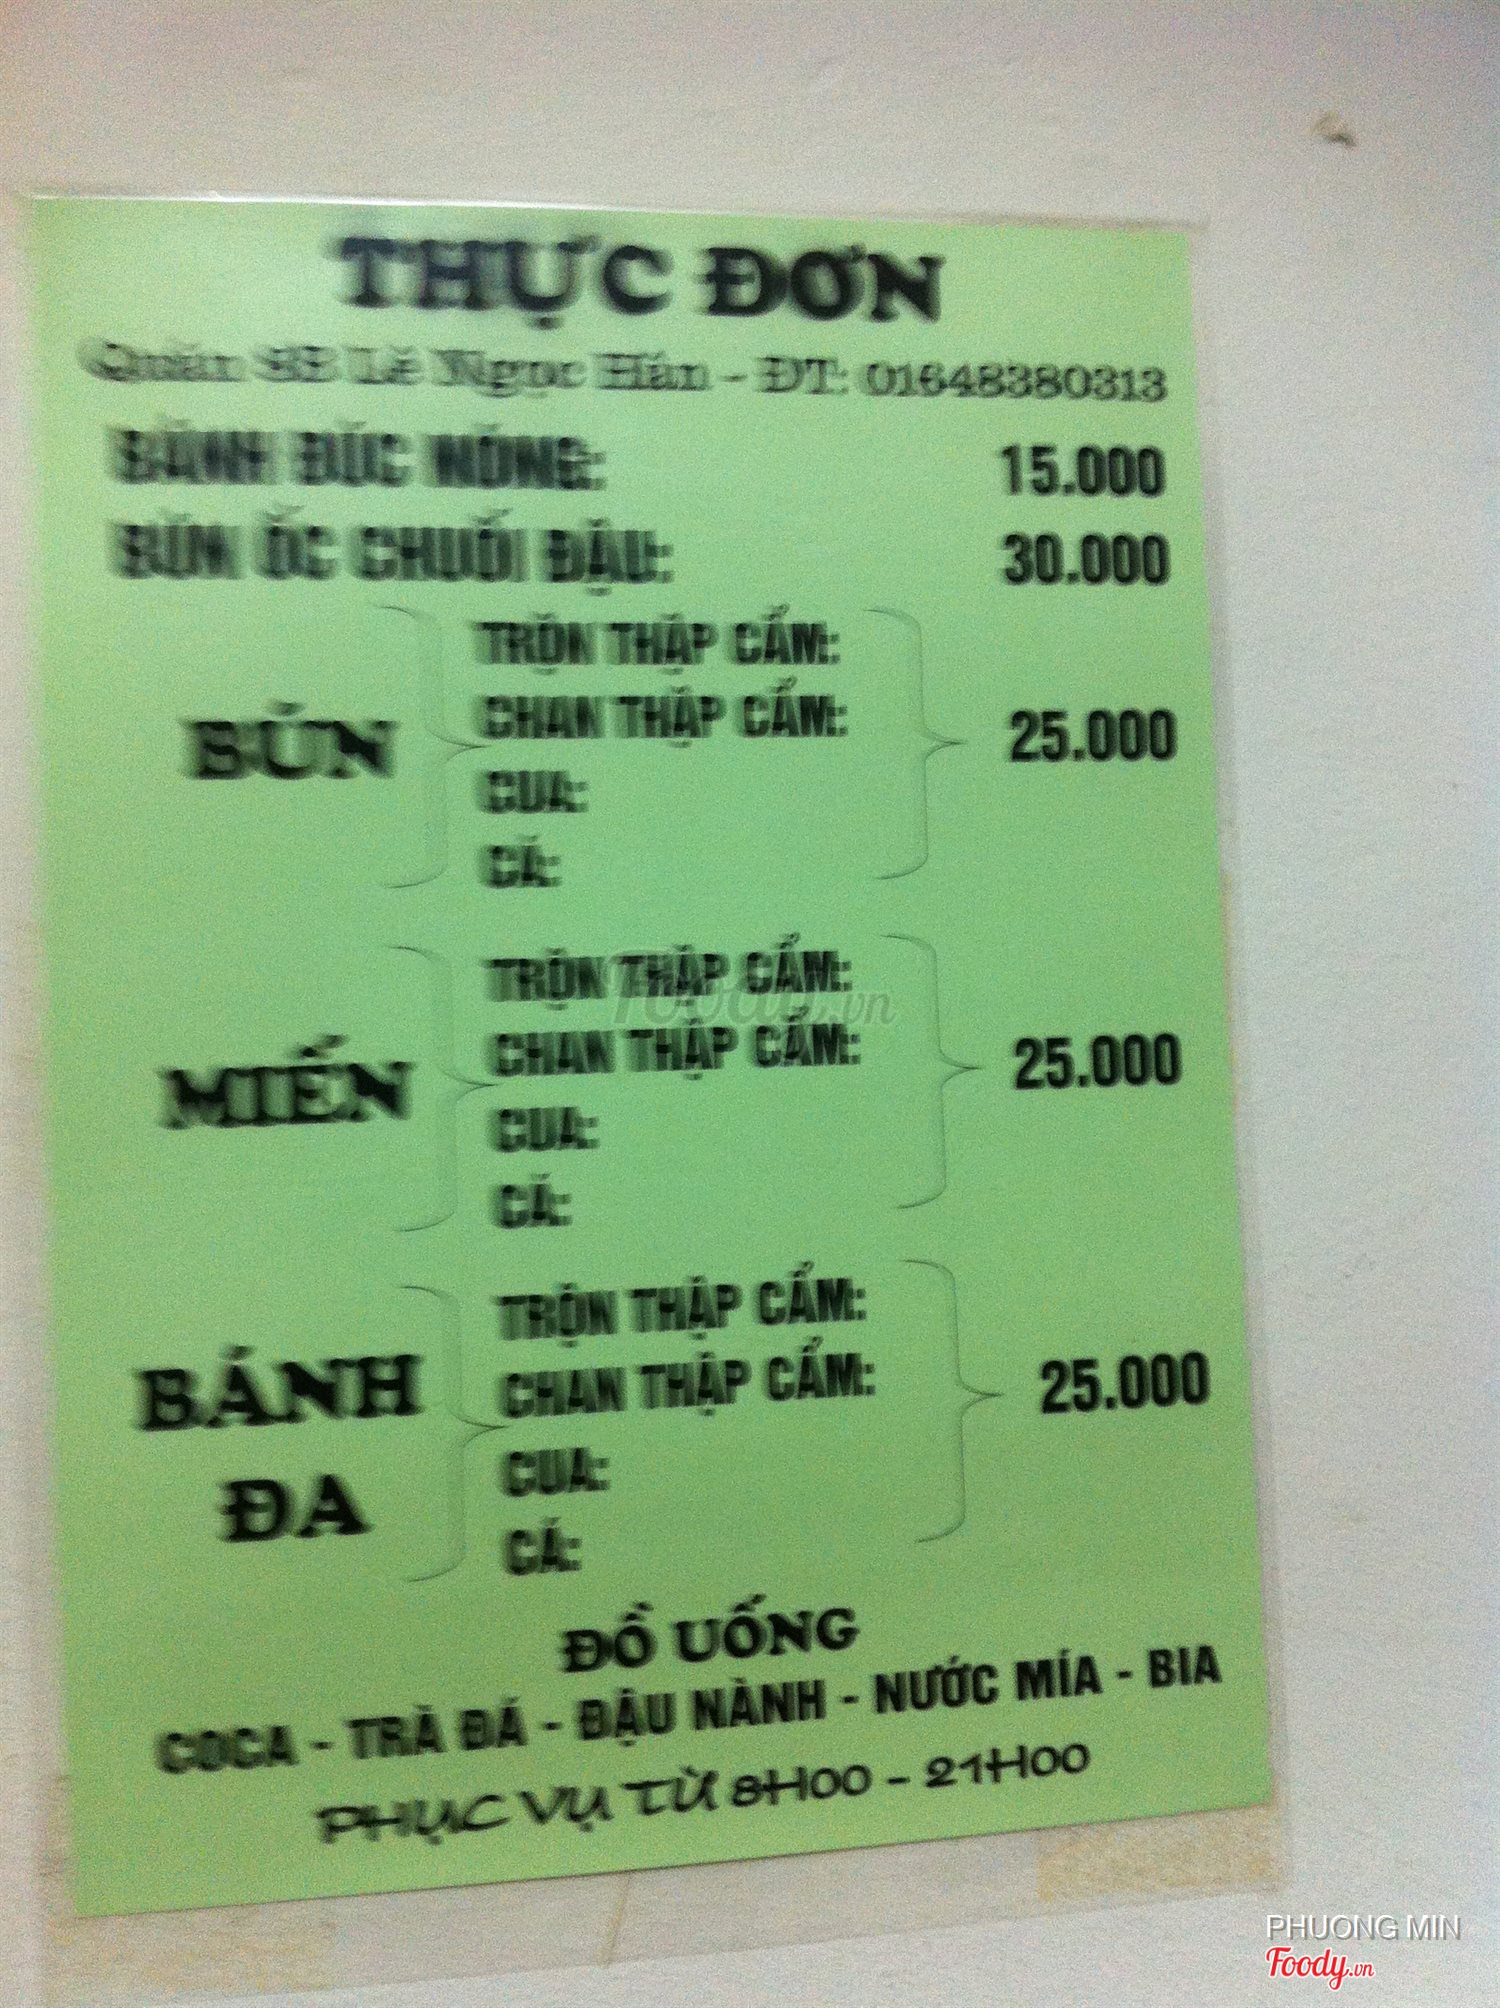 THỰC ĐƠN
Quán Lê Ngọc Hân - ĐT: 01648380313
BÁNH ĐÚC NÓNG: 15.000
BÚN ỐC CHUỐI ĐẬU: 30.000
BÚN
TRỘN THẬP CẨM:
CHAN THẬP CẨM:
CUA:
CÁ:
25.000
MIẾN
TRỘN THẬP CẨM:
CHAN THẬP CẨM:
CUA:
CÁ:
25.000
BÁNH
ĐA
TRỘN THẬP CẨM:
CHAN THẬP CẨM:
CUA:
CÁ:
25.000
ĐỒ UỐNG
COCA - TRÀ ĐÁ - ĐẬU NÀNH - NƯỚC MÍA - BIA
PHỤC VỤ TỪ 8H00 - 21H00
Foody.vn
PHUONG MIN
Foody.vn